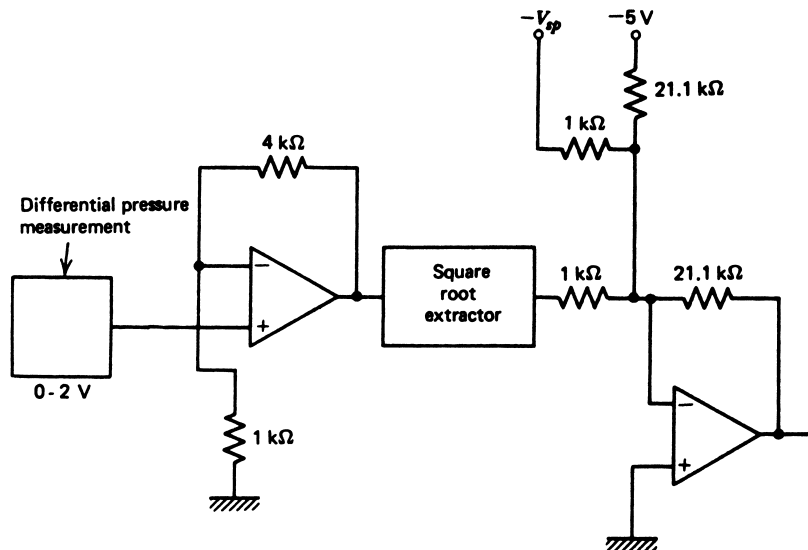 −V_sp
−5 V
21.1 kΩ
1 kΩ
4 kΩ
Differential pressure
measurement
−
+
0 - 2 V
1 kΩ
Square
root
extractor
1 kΩ
21.1 kΩ
−
+